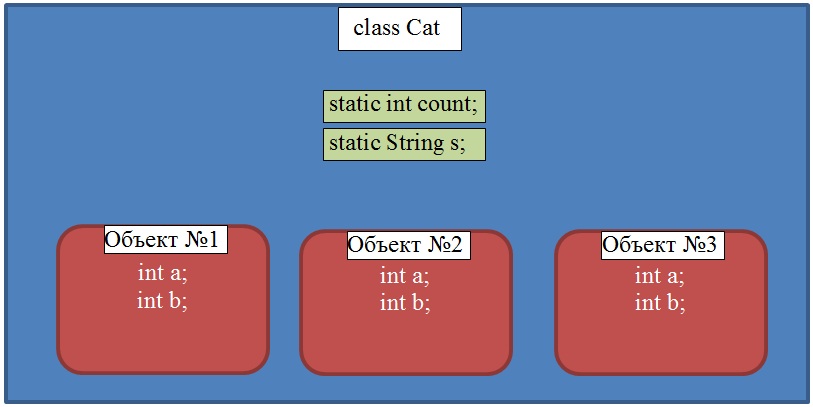 class Cat
static int count;
static String s;
Объект №1
int a;
int b;
Объект №2
int a;
int b;
Объект №3
int a;
int b;